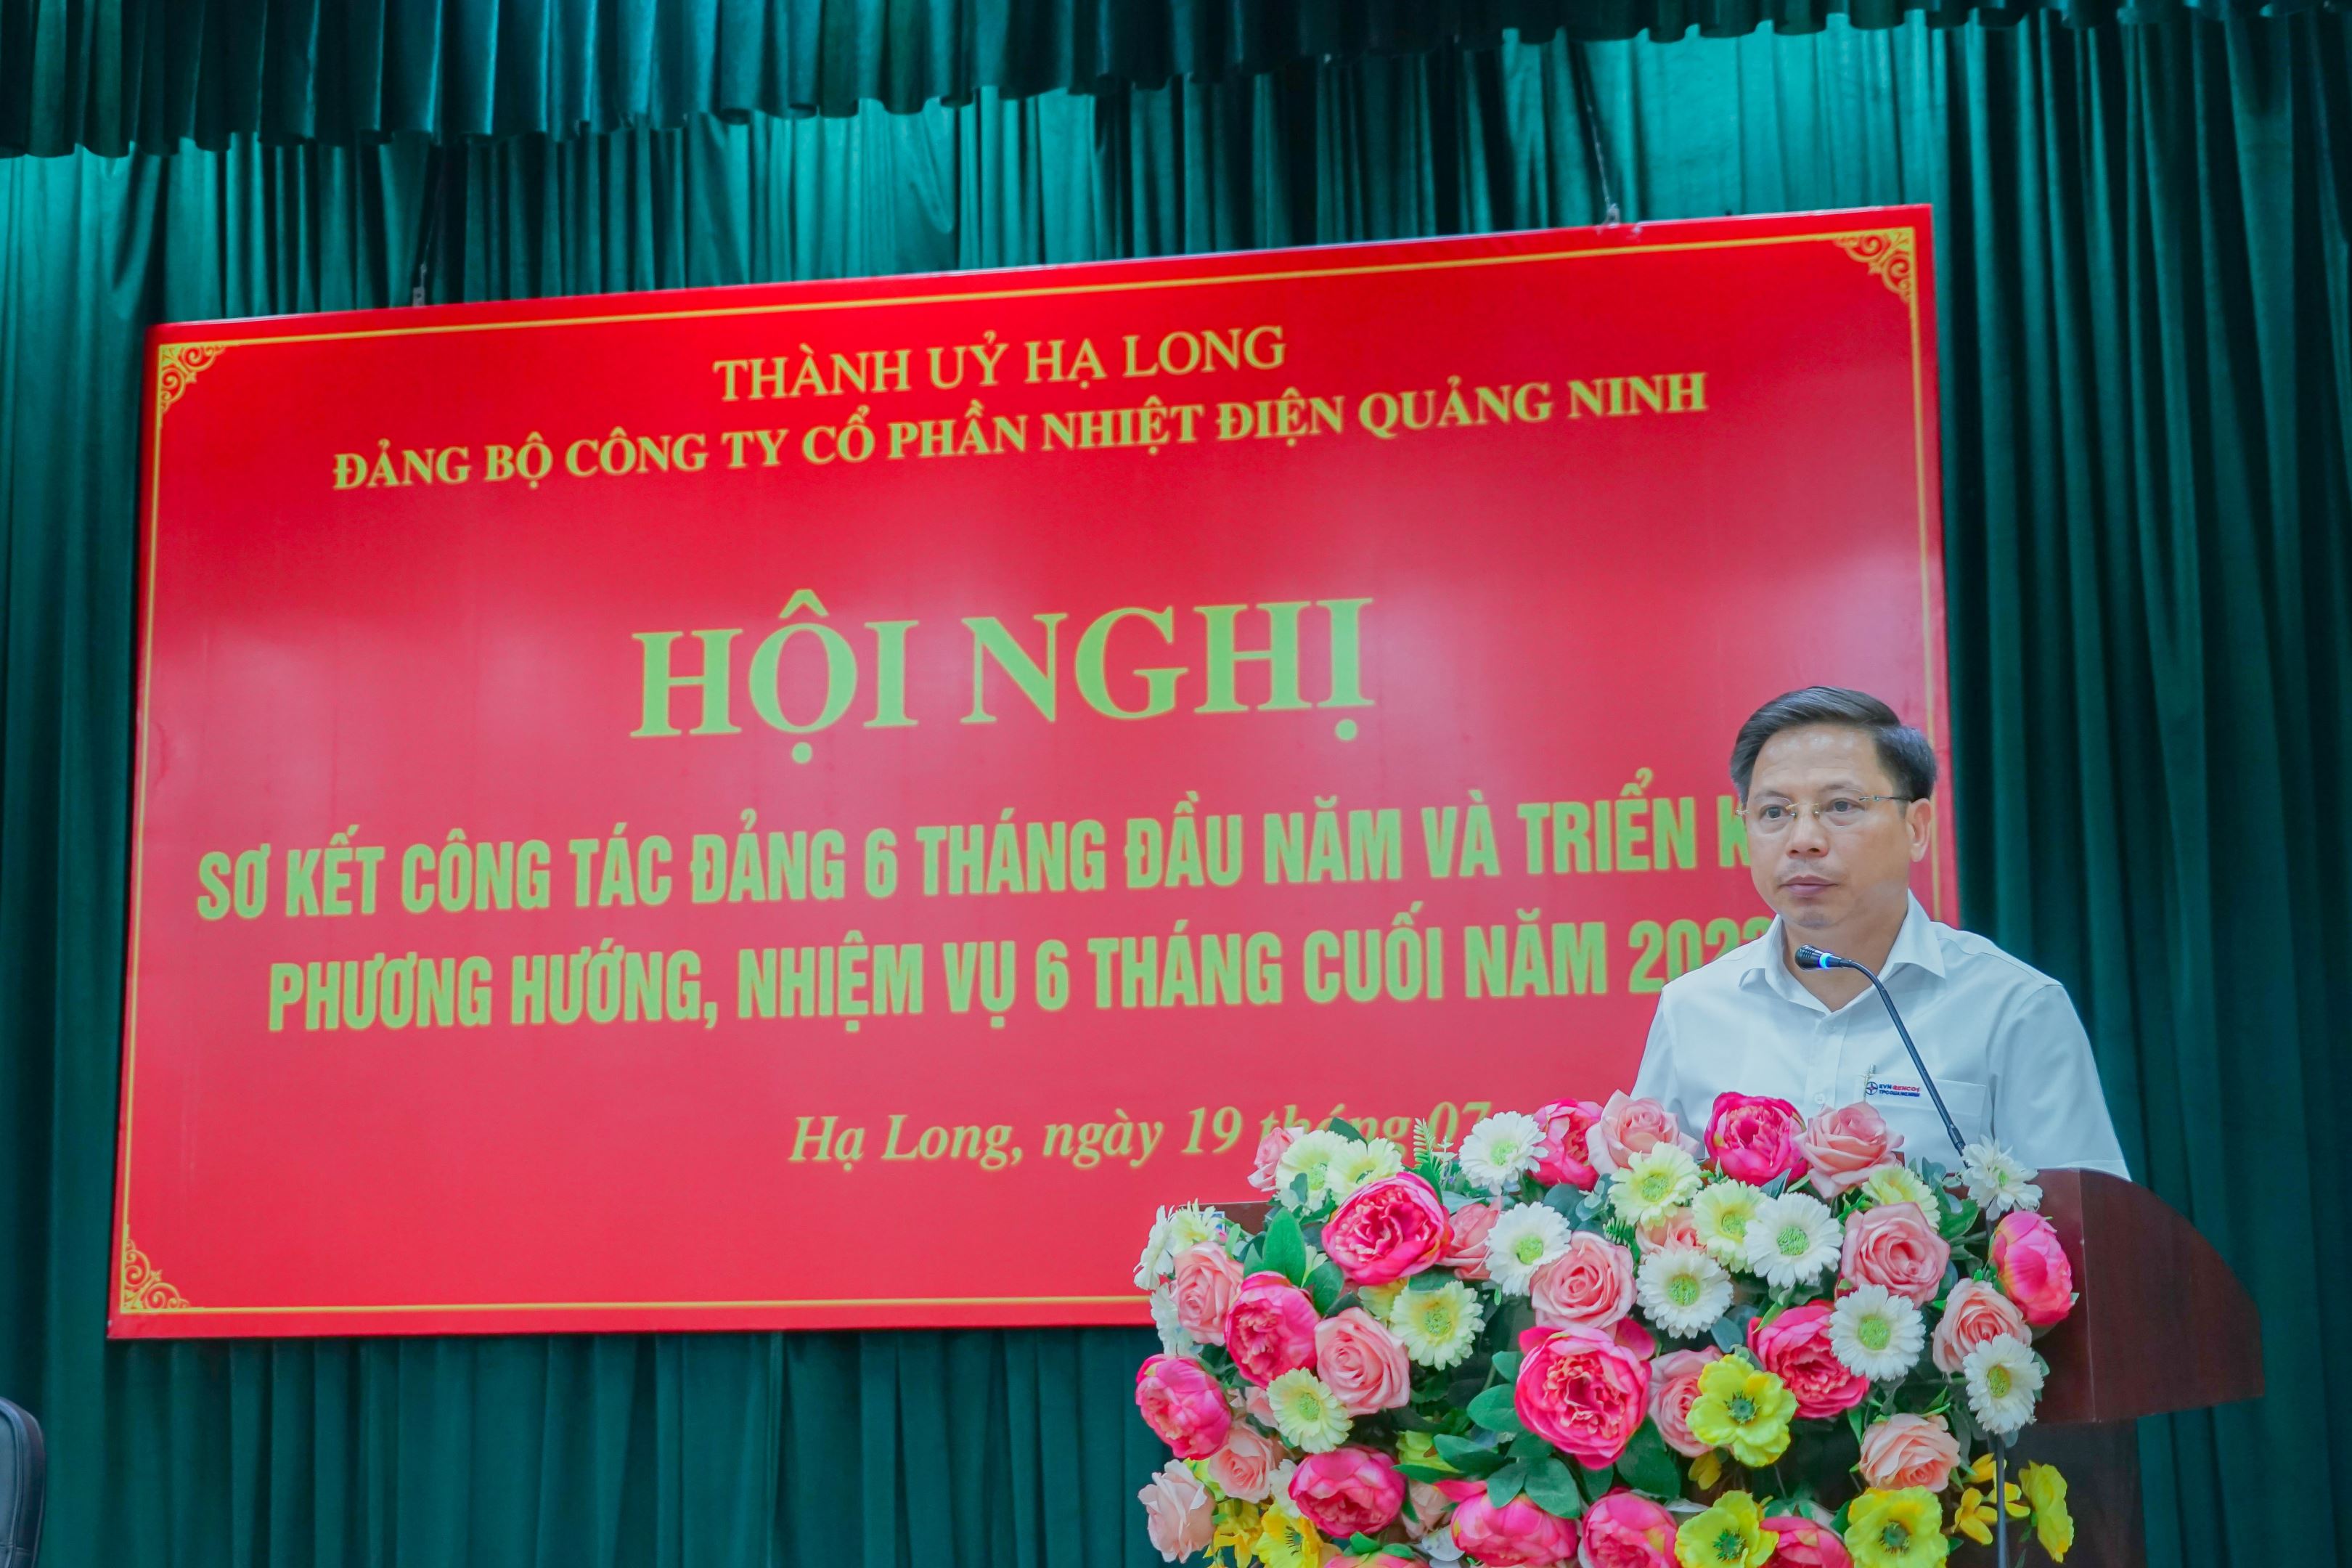 THÀNH UỶ HẠ LONG
ĐẢNG BỘ CÔNG TY CỔ PHẦN NHIỆT ĐIỆN QUẢNG NINH
HỘI NGHỊ
SƠ KẾT CÔNG TÁC ĐẢNG 6 THÁNG ĐẦU NĂM VÀ TRIỂN K
PHƯƠNG HƯỚNG, NHIỆM VỤ 6 THÁNG CUỐI NĂM
Hạ Long, ngày 19 tháng 07
EVNGENCO1